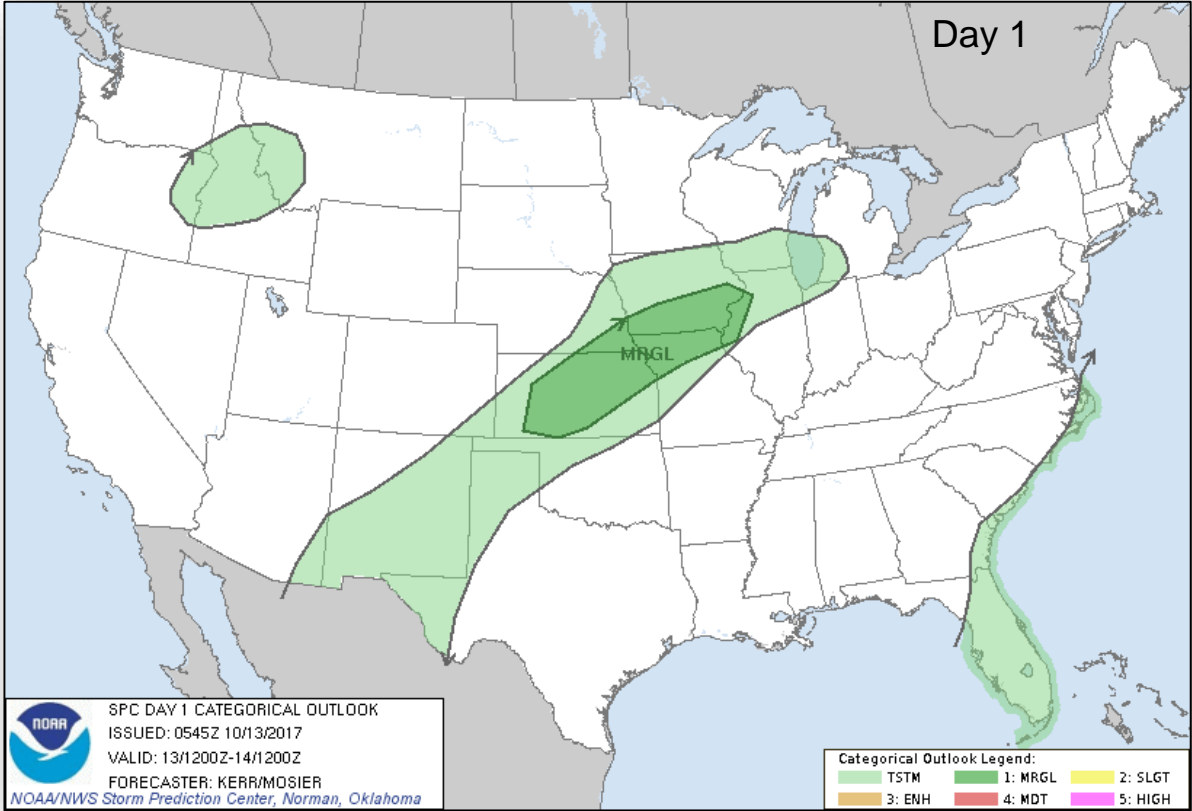 Day 1
MRGL
NOAA
SPC DAY 1 CATEGORICAL OUTLOOK
ISSUED: 0545Z 10/13/2017
VALID: 13/1200Z-14/1200Z
FORECASTER: KERR/MOSIER
NOAA/NWS Storm Prediction Center, Norman, Oklahoma
Categorical Outlook Legend:
TSTM 1: MRGL 2: SLGT
3: ENH 4: MDT 5: HIGH